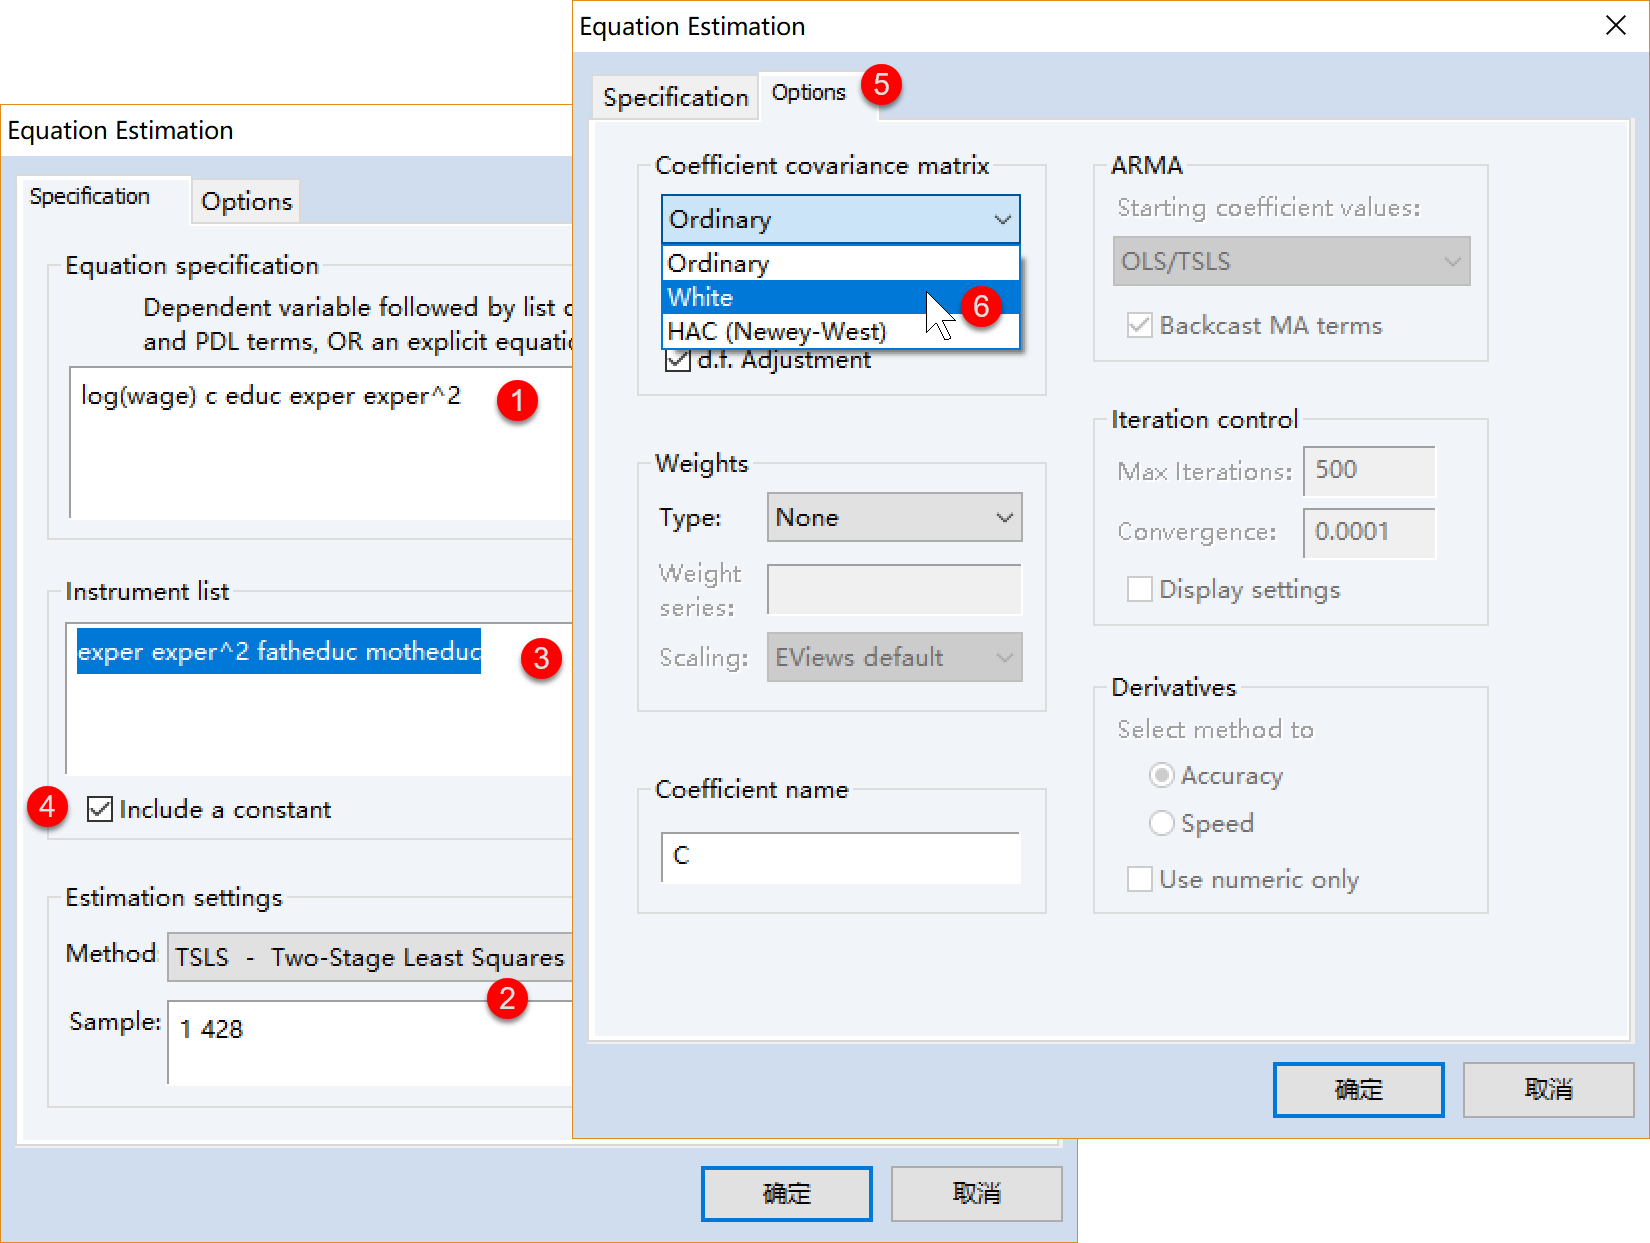 Equation Estimation
Specification
Options
Equation specification
Dependent variable followed by list
and PDL terms, OR an explicit
log(wage) c educ exper exper^2
1
Instrument list
exper exper^2 fatheduc motheduc
3
4
Include a constant
Estimation settings
Method:
TSLS - Two-Stage Least Squares
2
Sample:
1 428
确定
取消
Equation Estimation
Specification
Options
5
Coefficient covariance matrix
Ordinary
Ordinary
White
6
HAC (Newey-West)
d.f. Adjustment
Weights
Type:
None
Weight
series:
Scaling:
EViews default
Coefficient name
C
ARMA
Starting coefficient values:
OLS/TSLS
Backcast MA terms
Iteration control
Max Iterations:
500
Convergence:
0.0001
Display settings
Derivatives
Select method to
Accuracy
Speed
Use numeric only
确定
取消